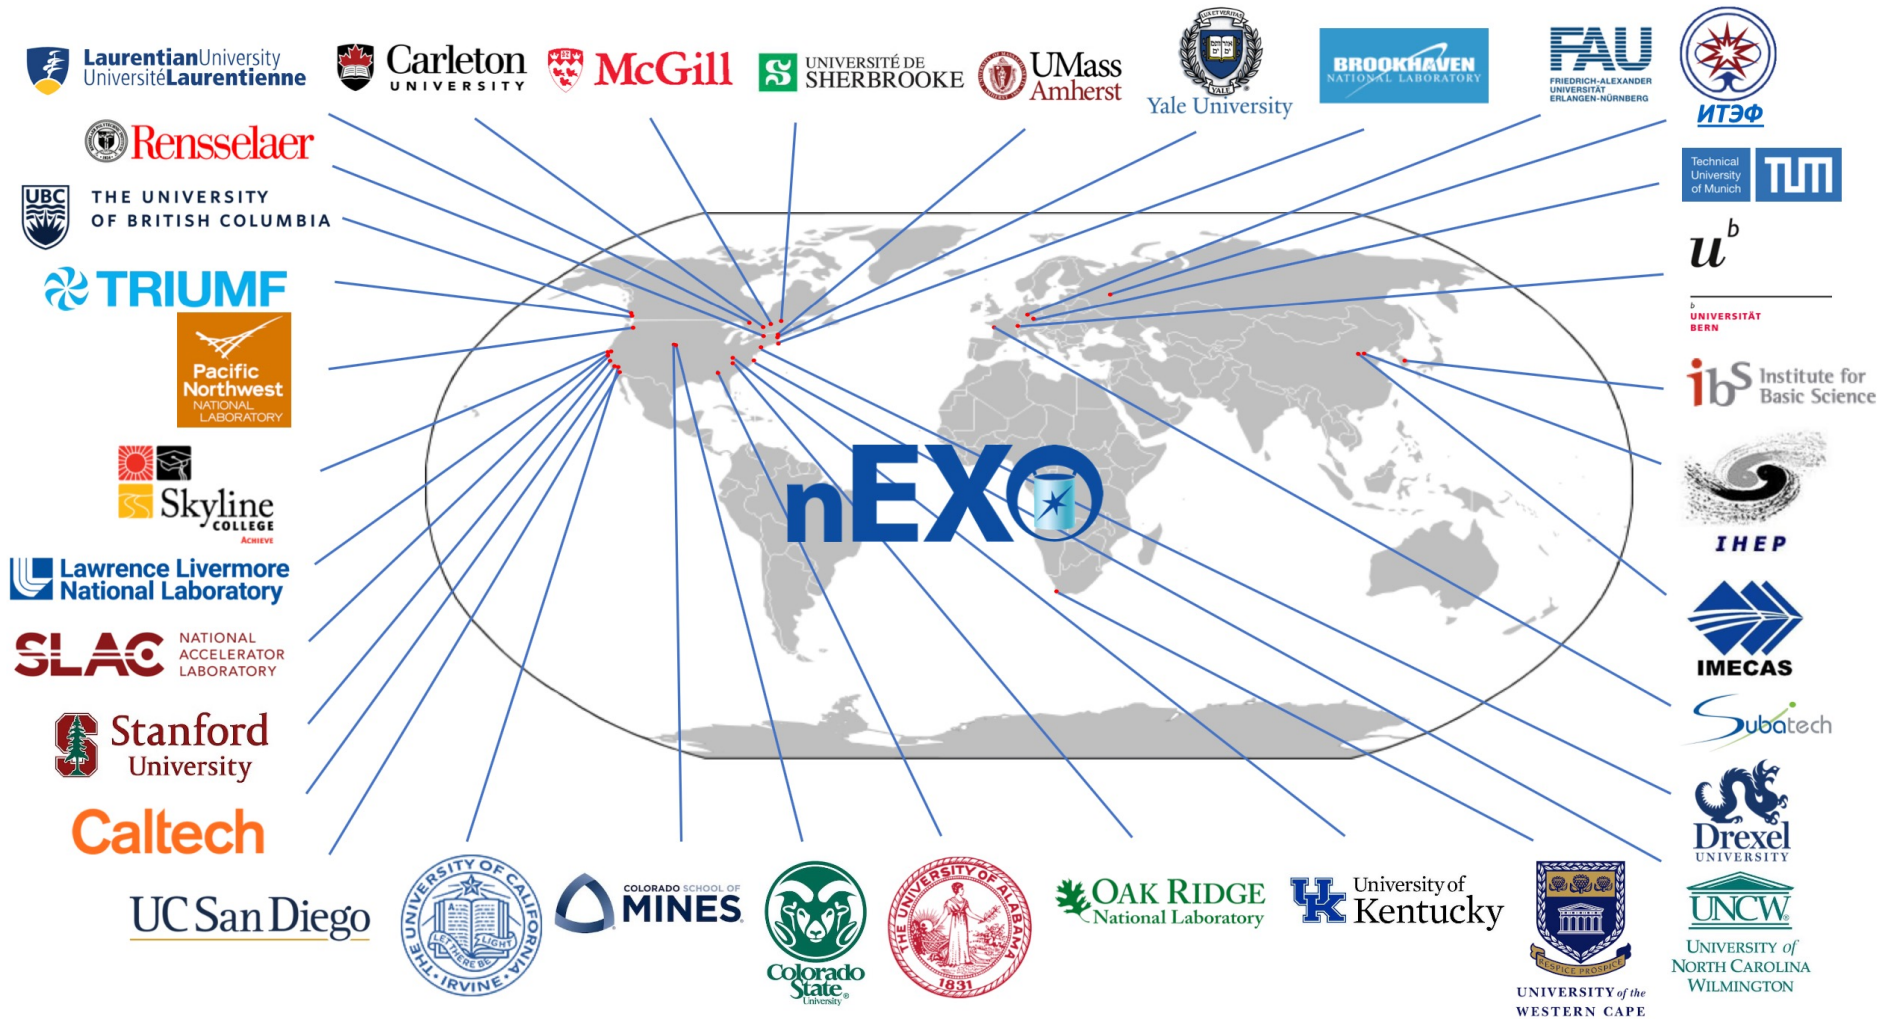 LaurentianUniversity
UniversitéLaurentienne
Carleton
UNIVERSITY
McGill
UNIVERSITÉ DE
SHERBROOKE
UMass
Amherst
LUX ET VERITAS
YALE
Yale University
BROOKHAVEN
NATIONAL LABORATORY
FAU
FRIEDRICH-ALEXANDER
UNIVERSITÄT
ERLANGEN-NÜRNBERG
ИТЭФ
Rensselaer
Technical
University
of Munich
TUM
UBC
THE UNIVERSITY
OF BRITISH COLUMBIA
u b
b
UNIVERSITÄT
BERN
TRIUMF
Pacific
Northwest
NATIONAL
LABORATORY
ibS Institute for
Basic Science
Skyline
COLLEGE
ACHIEVE
nEXO
IHEP
Lawrence Livermore
National Laboratory
IMECAS
SLAC
NATIONAL
ACCELERATOR
LABORATORY
Subatech
Stanford
University
Drexel
UNIVERSITY
Caltech
UC San Diego
THE UNIVERSITY OF CALIFORNIA
LET THERE BE LIGHT
IRVINE
COLORADO SCHOOL OF
MINES
Colorado
State
University
THE UNIVERSITY OF ALABAMA
1831
OAK RIDGE
National Laboratory
UK
University of
Kentucky
RESPICE PROSPICE
UNIVERSITY of the
WESTERN CAPE
UNCW
UNIVERSITY of
NORTH CAROLINA
WILMINGTON